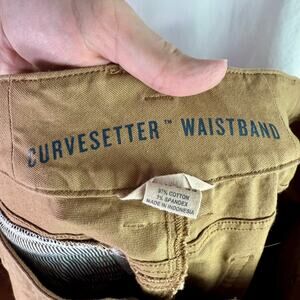 CURVESETTER™ WAISTBAND
97% COTTON
3% SPANDEX
MADE IN INDONESIA